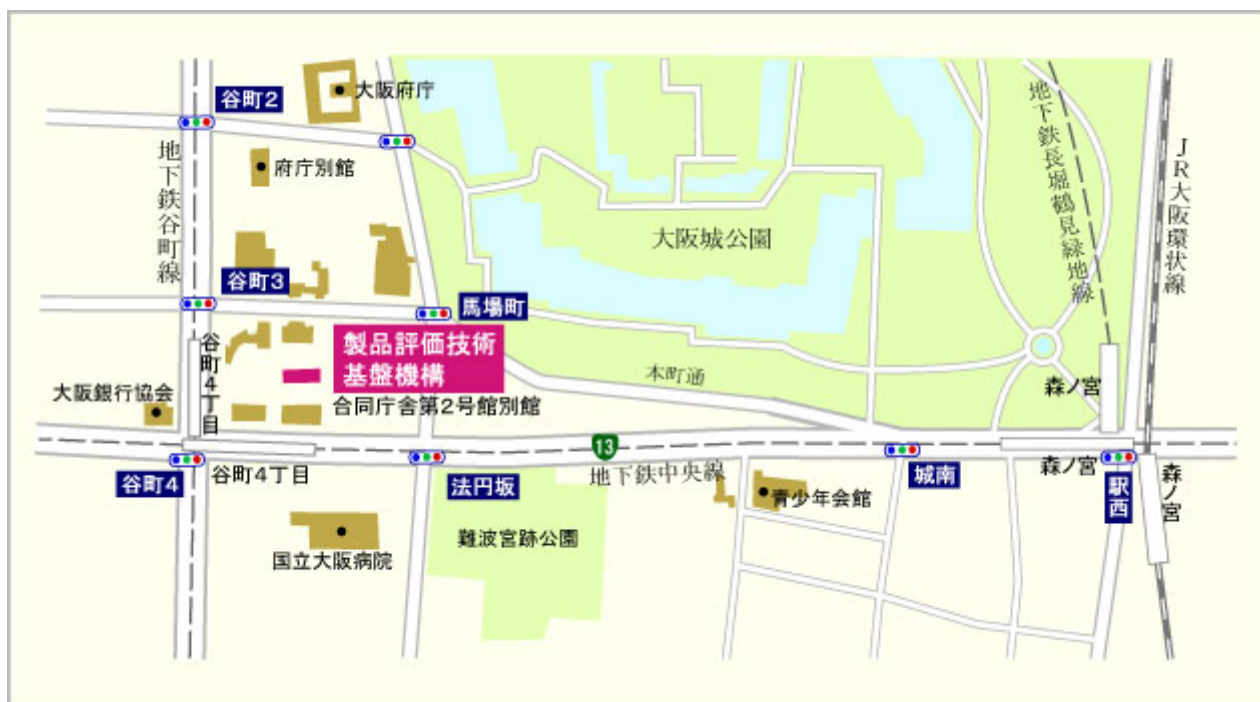 谷町2
大阪府庁
府庁別館
地下鉄谷町線
谷町3
馬場町
大阪城公園
地下鉄長堀鶴見緑地線
JR大阪環状線
製品評価技術
基盤機構
谷町4丁目
大阪銀行協会
合同庁舎第2号館別館
本町通
森ノ宮
13
谷町4
谷町4丁目
法円坂
地下鉄中央線
城南
森ノ宮
駅西
森ノ宮
青少年会館
難波宮跡公園
国立大阪病院